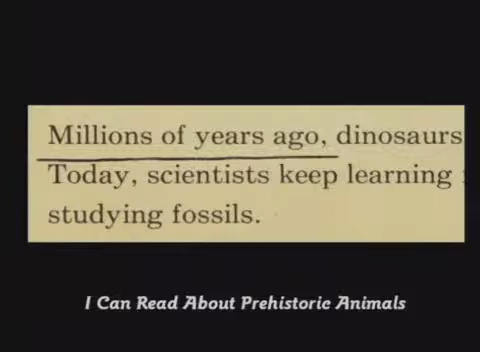 Millions of years ago, dinosaurs
Today, scientists keep learning
studying fossils.
I Can Read About Prehistoric Animals